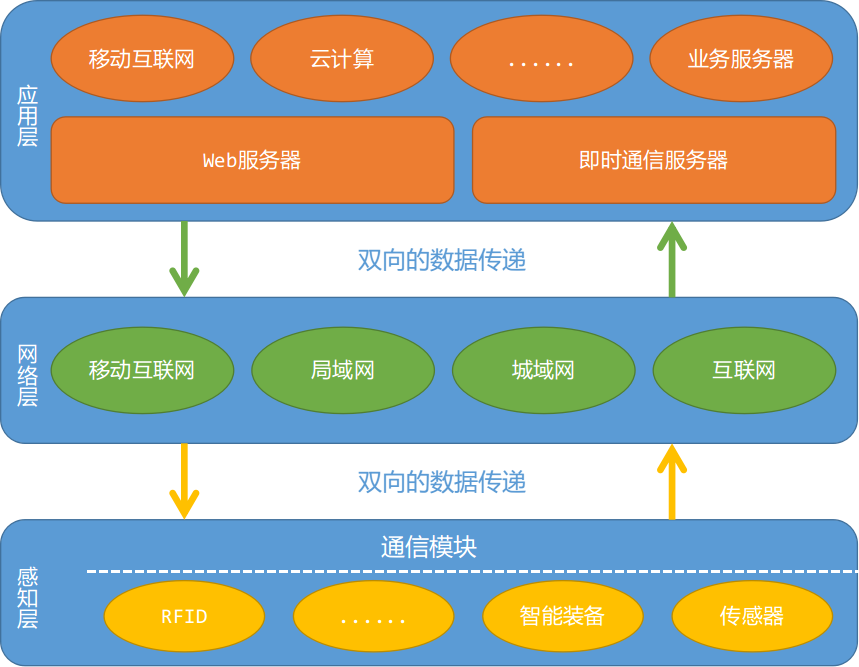 应用层
移动互联网
云计算
......
业务服务器
Web服务器
即时通信服务器
双向的数据传递
网络层
移动互联网
局域网
城域网
互联网
双向的数据传递
感知层
通信模块
RFID
......
智能装备
传感器